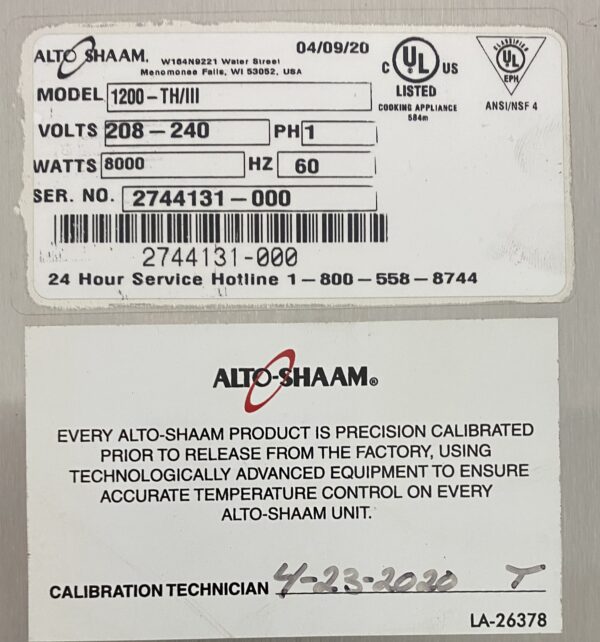 ALTO SHAAM.
W164N9221 Water Street
Menomonee Falls, WI 53052, USA
04/09/20
C UL US
LISTED
COOKING APPLIANCE
584m
CLASSIFIED
UL
EPH
ANSI/NSF 4
MODEL 1200-TH/III
VOLTS 208-240 PH 1
WATTS 8000 HZ 60
SER. NO. 2744131-000
2744131-000
24 Hour Service Hotline 1-800-558-8744
ALTO-SHAAM®
EVERY ALTO-SHAAM PRODUCT IS PRECISION CALIBRATED
PRIOR TO RELEASE FROM THE FACTORY, USING
TECHNOLOGICALLY ADVANCED EQUIPMENT TO ENSURE
ACCURATE TEMPERATURE CONTROL ON EVERY
ALTO-SHAAM UNIT.
CALIBRATION TECHNICIAN 4-23-2020 T
LA-26378